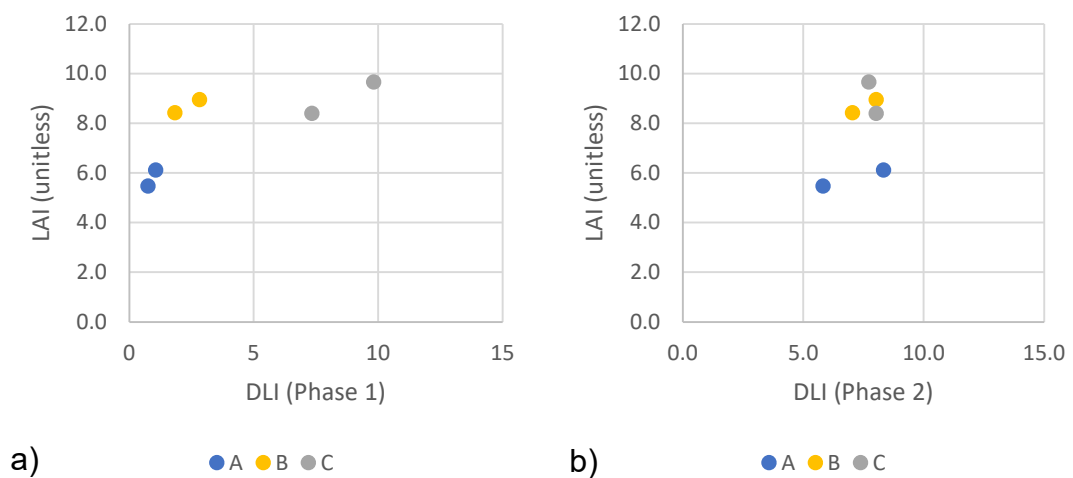 12.0
10.0
8.0
6.0
4.0
2.0
0.0
LAI (unitless)
0 5 10 15
DLI (Phase 1)
a)
A B C
12.0
10.0
8.0
6.0
4.0
2.0
0.0
LAI (unitless)
0.0 5.0 10.0 15.0
DLI (Phase 2)
b)
A B C